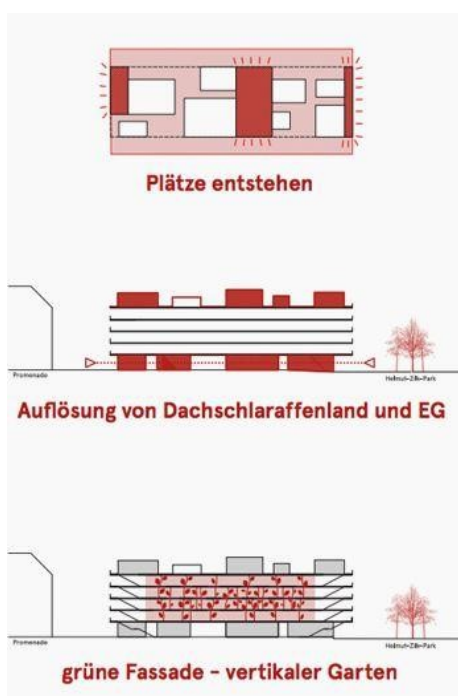 Plätze entstehen
Promenade
Helmut-Zilk-Park
Auflösung von Dachschlaraffenland und EG
Promenade
Helmut-Zilk-Park
grüne Fassade - vertikaler Garten